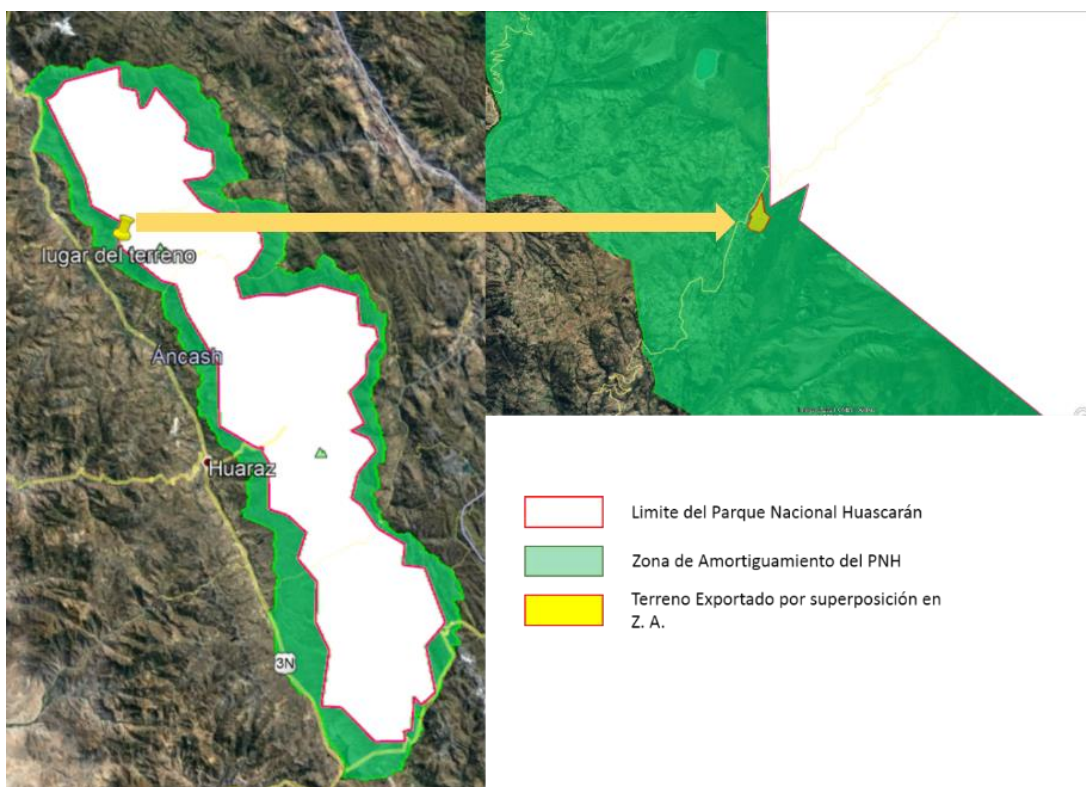 lugar del terreno
Áncash
Huaraz
3N
Limite del Parque Nacional Huascarán
Zona de Amortiguamiento del PNH
Terreno Exportado por superposición en
Z. A.